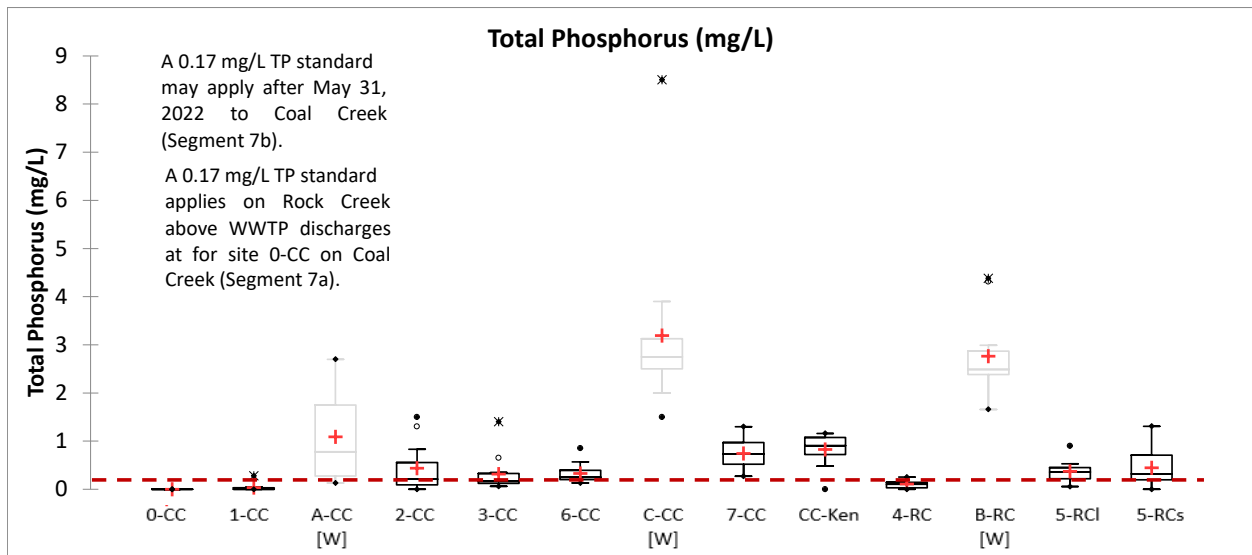 Total Phosphorus (mg/L)
A 0.17 mg/L TP standard
may apply after May 31,
2022 to Coal Creek
(Segment 7b).
A 0.17 mg/L TP standard
applies on Rock Creek
above WWTP discharges
at for site 0-CC on Coal
Creek (Segment 7a).
Total Phosphorus (mg/L)
9
8
7
6
5
4
3
2
1
0
0-CC 1-CC A-CC 2-CC 3-CC 6-CC C-CC 7-CC CC-Ken 4-RC B-RC 5-RCl 5-RCs
[W] [W] [W]